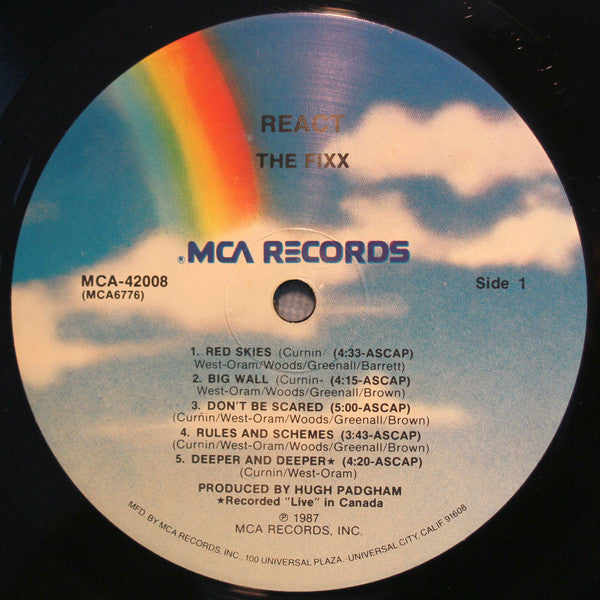 REACT
THE FIXX
®MCA RECORDS
MCA-42008
(MCA6776)
Side 1
1. RED SKIES (Curnin/ (4:33-ASCAP)
West-Oram/Woods/Greenall/Barrett)
2. BIG WALL (Curnin- (4:15-ASCAP)
West-Oram/Woods/Greenall/Brown)
3. DON'T BE SCARED (5:00-ASCAP)
(Curnin/West-Oram/Woods/Greenall/Brown)
4. RULES AND SCHEMES (3:43-ASCAP)
(Curnin/West-Oram/Woods/Greenall/Brown)
5. DEEPER AND DEEPER★ (4:20-ASCAP)
(Curnin/West-Oram)
PRODUCED BY HUGH PADGHAM
★Recorded "Live" in Canada
℗ 1987
MCA RECORDS, INC.
MFD. BY MCA RECORDS, INC., 100 UNIVERSAL PLAZA, UNIVERSAL CITY, CALIF. 91608